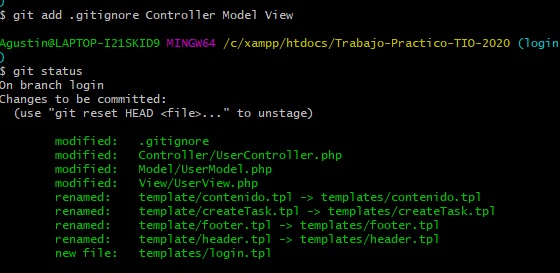 )
$ git add .gitignore Controller Model View
Agustin@LAPTOP-I21SKID9 MINGW64 /c/xampp/htdocs/Trabajo-Practico-TIO-2020 (login
)
$ git status
On branch login
Changes to be committed:
  (use "git reset HEAD <file>..." to unstage)
        modified:   .gitignore
        modified:   Controller/UserController.php
        modified:   Model/UserModel.php
        modified:   View/UserView.php
        renamed:    template/contenido.tpl -> templates/contenido.tpl
        renamed:    template/createTask.tpl -> templates/createTask.tpl
        renamed:    template/footer.tpl -> templates/footer.tpl
        renamed:    template/header.tpl -> templates/header.tpl
        new file:   templates/login.tpl